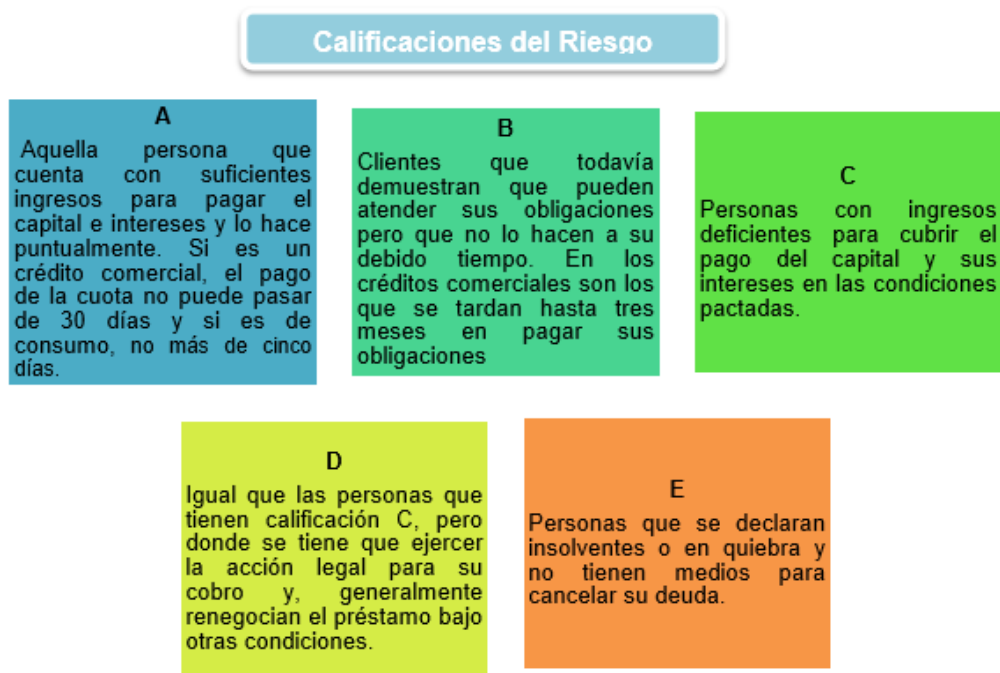 Calificaciones del Riesgo
A
Aquella persona que
cuenta con suficientes
ingresos para pagar el
capital e intereses y lo hace
puntualmente. Si es un
crédito comercial, el pago
de la cuota no puede pasar
de 30 días y si es de
consumo, no más de cinco
días.
B
Clientes que todavía
demuestran que pueden
atender sus obligaciones
pero que no lo hacen a su
debido tiempo. En los
créditos comerciales son los
que se tardan hasta tres
meses en pagar sus
obligaciones
C
Personas con ingresos
deficientes para cubrir el
pago del capital y sus
intereses en las condiciones
pactadas.
D
Igual que las personas que
tienen calificación C, pero
donde se tiene que ejercer
la acción legal para su
cobro y, generalmente
renegocian el préstamo bajo
otras condiciones.
E
Personas que se declaran
insolventes o en quiebra y
no tienen medios para
cancelar su deuda.